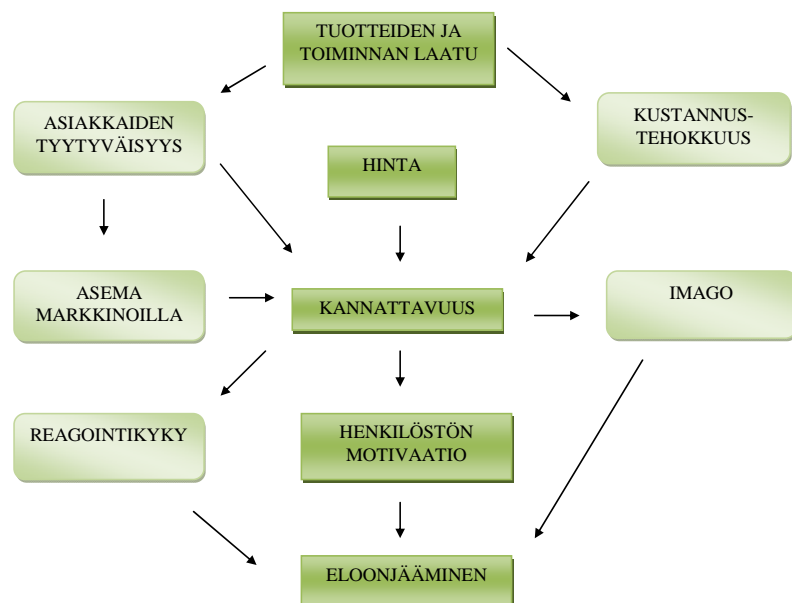 TUOTTEIDEN JA
TOIMINNAN LAATU
ASIAKKAIDEN
TYYTYVÄISYYS
KUSTANNUS-
TEHOKKUUS
HINTA
ASEMA
MARKKINOILLA
KANNATTAVUUS
IMAGO
REAGOINTIKYKY
HENKILÖSTÖN
MOTIVAATIO
ELOONJÄÄMINEN